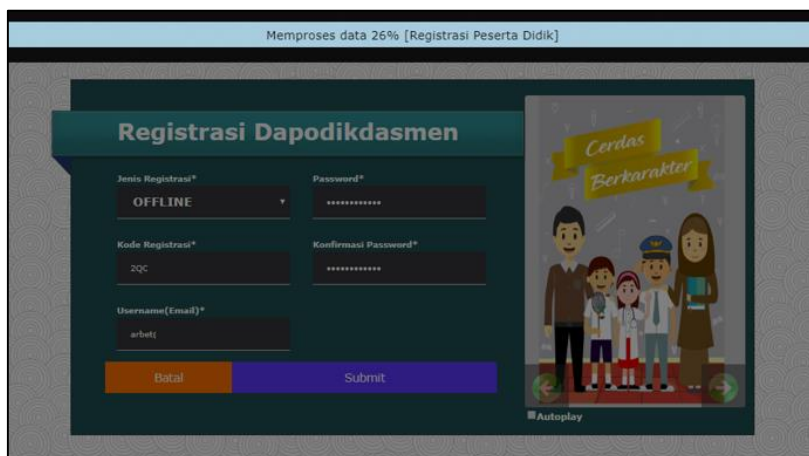 Memproses data 26% [Registrasi Peserta Didik]
Registrasi Dapodikdasmen
Jenis Registrasi*
Password*
OFFLINE
••••••••••••
Kode Registrasi*
Konfirmasi Password*
2QC
••••••••••••
Username(Email)*
arbet(
Batal
Submit
Cerdas
Berkarakter
Autoplay